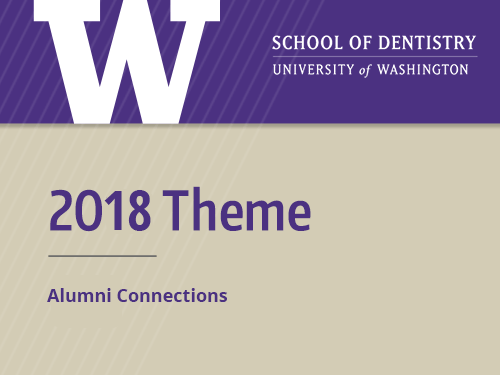 W
SCHOOL OF DENTISTRY
UNIVERSITY of WASHINGTON
2018 Theme
Alumni Connections